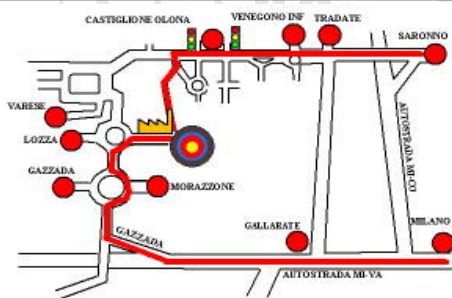 CASTIGLIONE OLONA
VENEGONO INF
TRADATE
SARONNO
VARESE
LOZZA
GAZZADA
MORAZZONE
AUTOSTRADA MI-CO
GAZZADA
GALLARATE
MILANO
AUTOSTRADA MI-VA